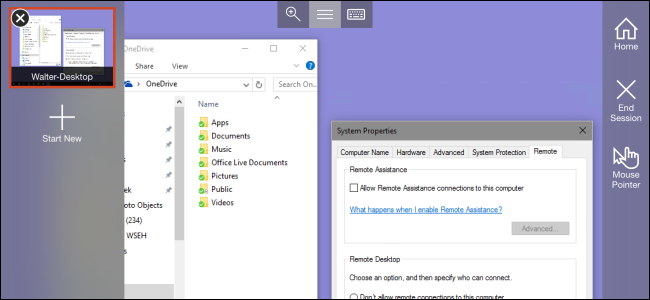 Walter-Desktop
Start New
OneDrive
Share
View
OneDrive
Search On...
Name
Apps
Documents
Music
Office Live Documents
Pictures
Public
Videos
oto Objects
(234)
WSEH
System Properties
Computer Name
Hardware
Advanced
System Protection
Remote
Remote Assistance
Allow Remote Assistance connections to this computer
What happens when I enable Remote Assistance?
Advanced...
Remote Desktop
Choose an option, and then specify who can connect.
Don't allow remote connections to this computer
Home
End
Session
Mouse
Pointer